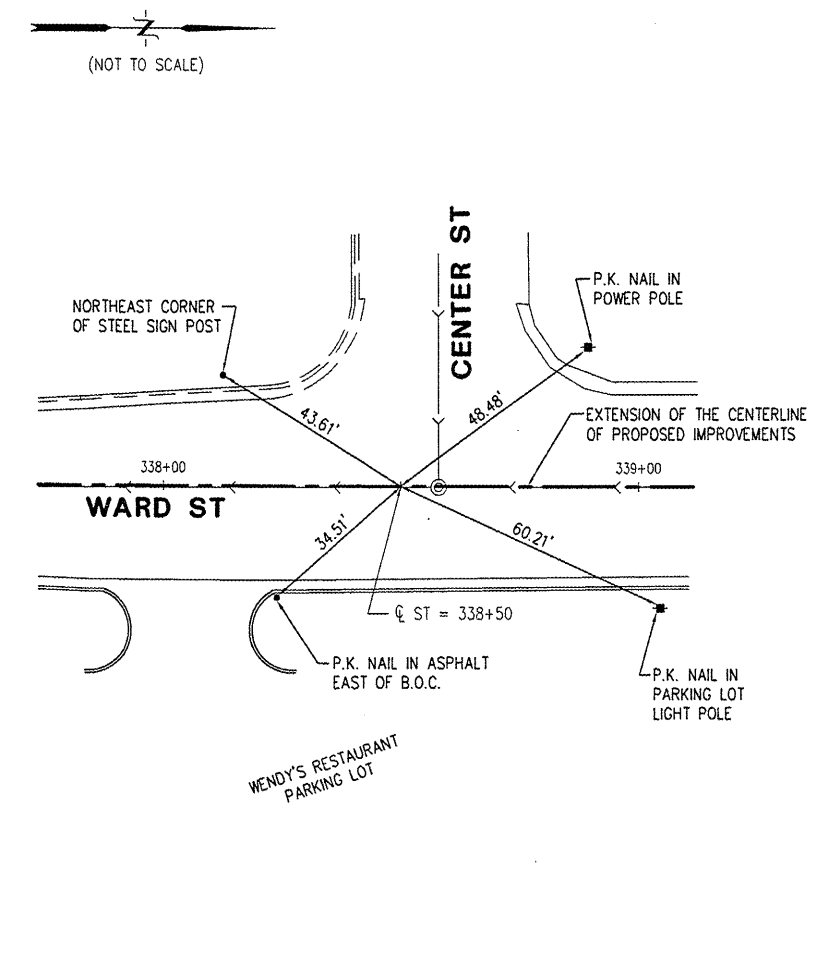 Z
(NOT TO SCALE)
CENTER ST
P.K. NAIL IN
POWER POLE
NORTHEAST CORNER
OF STEEL SIGN POST
43.61'
48.48'
EXTENSION OF THE CENTERLINE
OF PROPOSED IMPROVEMENTS
338+00
339+00
WARD ST
34.51'
60.21'
℄ ST = 338+50
P.K. NAIL IN ASPHALT
EAST OF B.O.C.
P.K. NAIL IN
PARKING LOT
LIGHT POLE
WENDY'S RESTAURANT
PARKING LOT